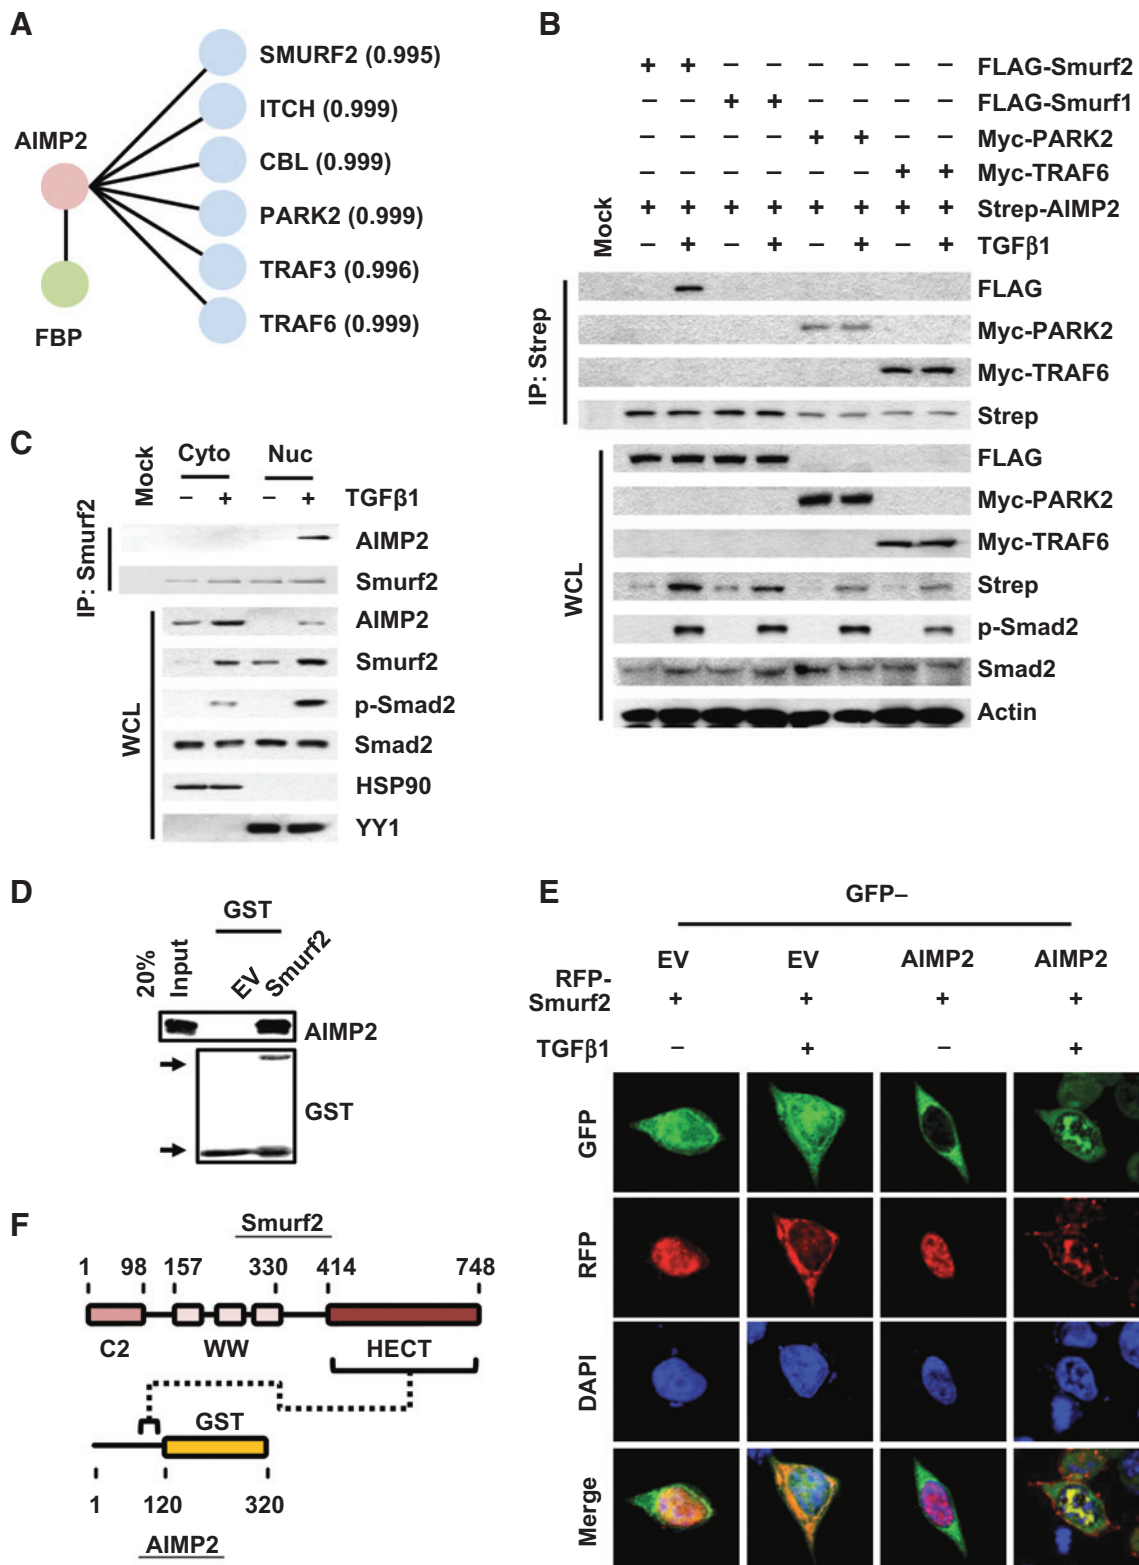 A
AIMP2
FBP
SMURF2 (0.995)
ITCH (0.999)
CBL (0.999)
PARK2 (0.999)
TRAF3 (0.996)
TRAF6 (0.999)
B
+ + – – – – – – FLAG-Smurf2
– – + + – – – – FLAG-Smurf1
– – – – + + – – Myc-PARK2
– – – – – – + + Myc-TRAF6
Mock + + + + + + + + Strep-AIMP2
– + – + – + – + TGFβ1
IP: Strep
FLAG
Myc-PARK2
Myc-TRAF6
Strep
WCL
FLAG
Myc-PARK2
Myc-TRAF6
Strep
p-Smad2
Smad2
Actin
C
Mock Cyto Nuc
– + – + TGFβ1
IP: Smurf2
AIMP2
Smurf2
WCL
AIMP2
Smurf2
p-Smad2
Smad2
HSP90
YY1
D
GST
20%
Input
EV
Smurf2
AIMP2
GST
E
GFP–
EV EV AIMP2 AIMP2
RFP-
Smurf2 + + + +
TGFβ1 – + – +
GFP
RFP
DAPI
Merge
F
Smurf2
1 98 157 330 414 748
C2 WW HECT
GST
1 120 320
AIMP2